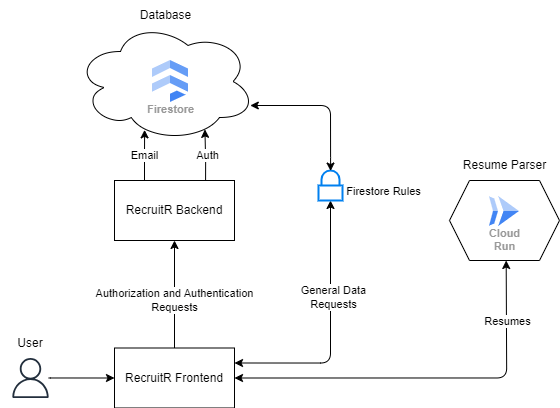 Database
Firestore
Email
Auth
Resume Parser
RecruitR Backend
Firestore Rules
Cloud
Run
Authorization and Authentication
Requests
General Data
Requests
Resumes
User
RecruitR Frontend